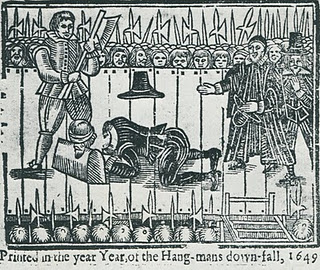 Printed in the year Year, of the Hang-mans down-fall, 1649